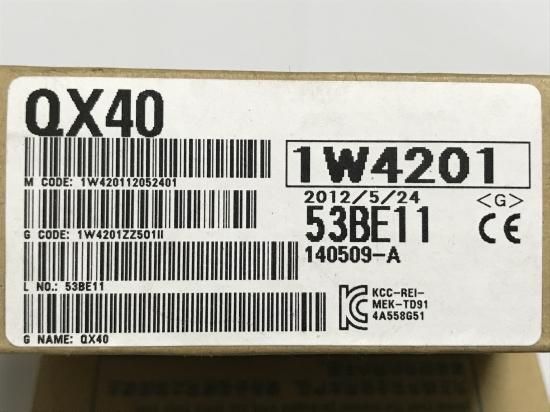 QX40
M CODE: 1W420112052401
G CODE: 1W4201ZZ501II
L NO.: 53BE11
G NAME: QX40
1W4201
2012/5/24 <G>
53BE11 CE
140509-A
KCC-REI-
MEK-TD91
4A558G51